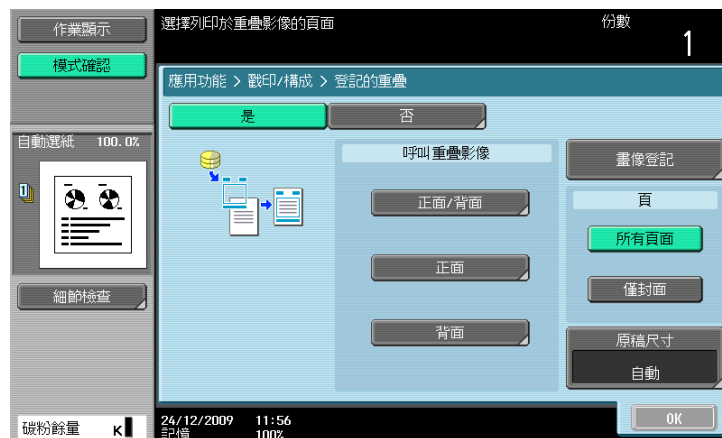 作業顯示
模式確認
選擇列印於重疊影像的頁面
份數
1
應用功能 > 戳印/構成 > 登記的重疊
是
否
自動選紙 100.0%
呼叫重疊影像
正面/背面
正面
背面
畫像登記
頁
所有頁面
僅封面
原稿尺寸
自動
細節檢查
碳粉餘量 K
24/12/2009 11:56
記憶 100%
OK